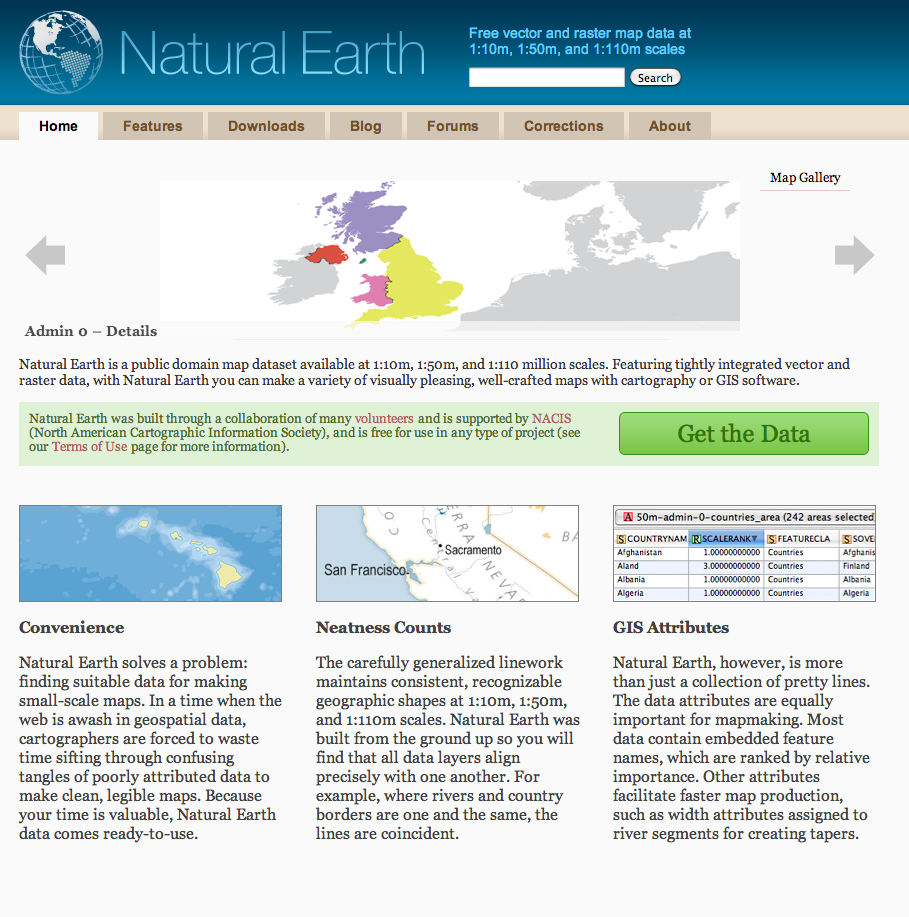 Natural Earth
Free vector and raster map data at
1:10m, 1:50m, and 1:110m scales
Search
Home Features Downloads Blog Forums Corrections About
Map Gallery
Admin 0 – Details
Natural Earth is a public domain map dataset available at 1:10m, 1:50m, and 1:110 million scales. Featuring tightly integrated vector and
raster data, with Natural Earth you can make a variety of visually pleasing, well-crafted maps with cartography or GIS software.
Natural Earth was built through a collaboration of many volunteers and is supported by NACIS
(North American Cartographic Information Society), and is free for use in any type of project (see
our Terms of Use page for more information).
Get the Data
CO
Central Val
ERRA
NEVA
BA
Sacramento
San Francisco
A 50m-admin-0-countries_area (242 areas selected
S COUNTRYNAM R SCALERANK S FEATURECLA S SOVE
Afghanistan 1.00000000000 Countries Afghanis
Aland 3.00000000000 Countries Finland
Albania 1.00000000000 Countries Albania
Algeria 1.00000000000 Countries Algeria
Convenience
Natural Earth solves a problem:
finding suitable data for making
small-scale maps. In a time when the
web is awash in geospatial data,
cartographers are forced to waste
time sifting through confusing
tangles of poorly attributed data to
make clean, legible maps. Because
your time is valuable, Natural Earth
data comes ready-to-use.
Neatness Counts
The carefully generalized linework
maintains consistent, recognizable
geographic shapes at 1:10m, 1:50m,
and 1:110m scales. Natural Earth was
built from the ground up so you will
find that all data layers align
precisely with one another. For
example, where rivers and country
borders are one and the same, the
lines are coincident.
GIS Attributes
Natural Earth, however, is more
than just a collection of pretty lines.
The data attributes are equally
important for mapmaking. Most
data contain embedded feature
names, which are ranked by relative
importance. Other attributes
facilitate faster map production,
such as width attributes assigned to
river segments for creating tapers.